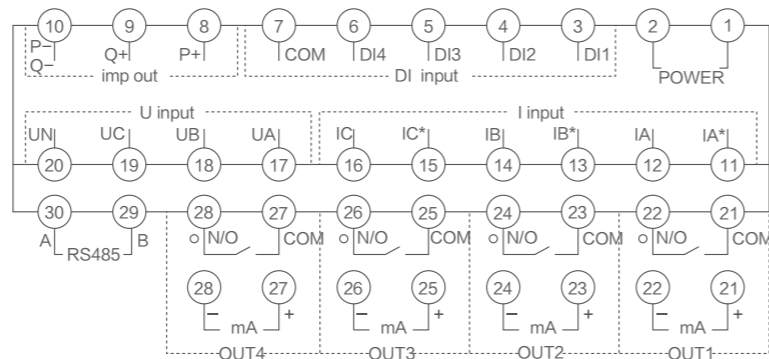 10 9 8 7 6 5 4 3 2 1
P− Q− Q+ P+ COM DI4 DI3 DI2 DI1 POWER
imp out DI input
U input I input
UN UC UB UA IC IC* IB IB* IA IA*
20 19 18 17 16 15 14 13 12 11
30 29 28 27 26 25 24 23 22 21
A RS485 B N/O COM N/O COM N/O COM N/O COM
28 27 26 25 24 23 22 21
− mA + − mA + − mA + − mA +
OUT4 OUT3 OUT2 OUT1